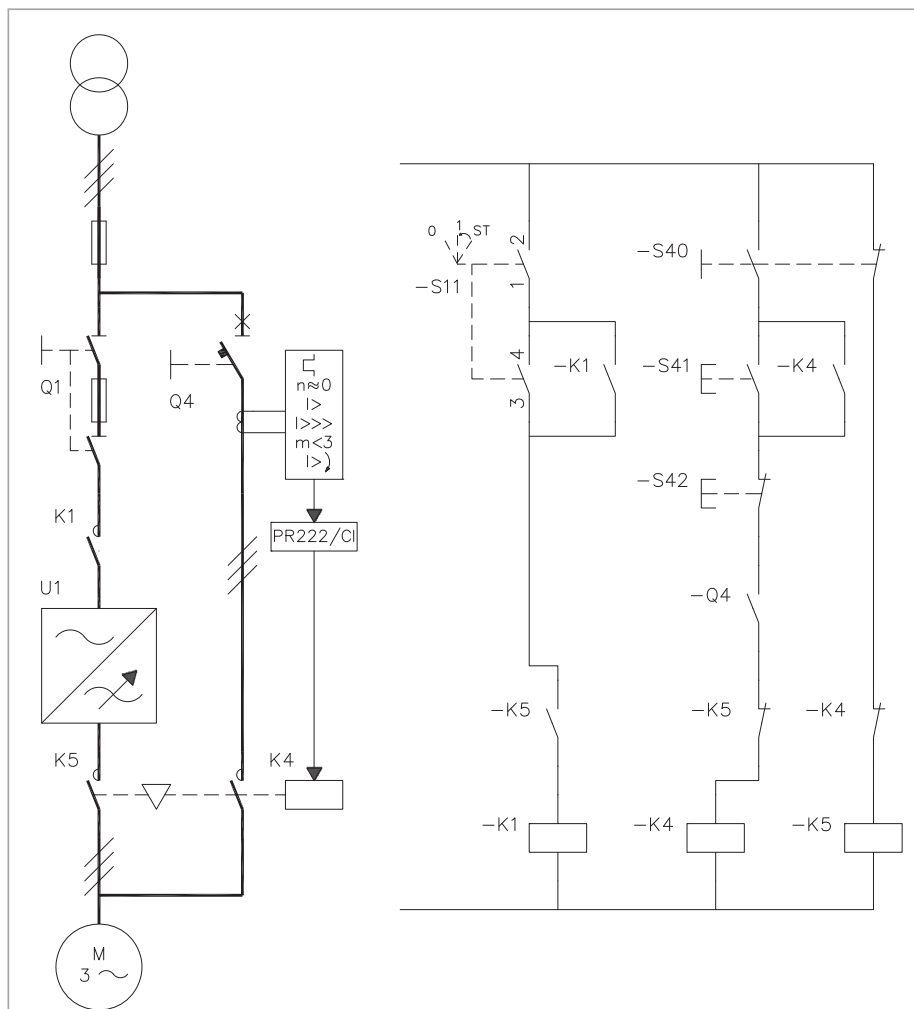 0 1 ST
-S11
2
1
4
3
-K1
-S40
-S41
-K4
-S42
-Q4
-K5
-K5
-K4
-K1
-K4
-K5
Q1
Q4
n≈0
I>
I>>>
m<3
I>
K1
PR222/CI
U1
K5
K4
M
3 ~